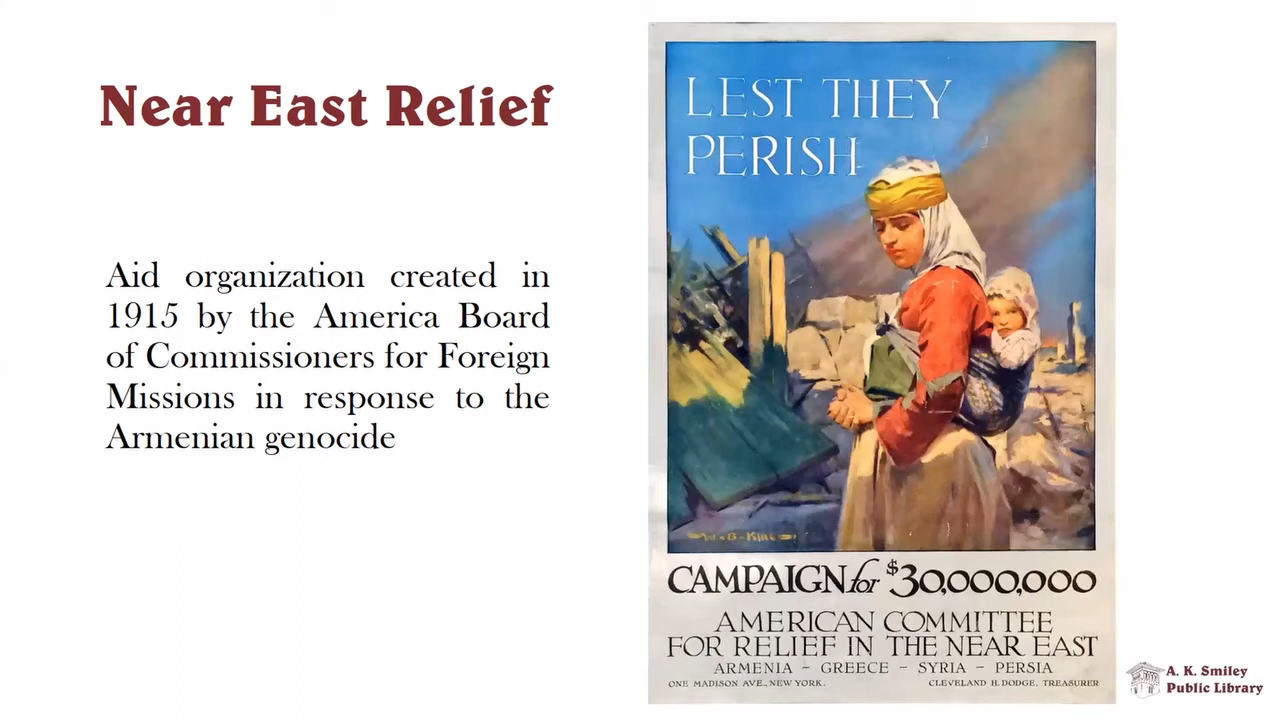 Near East Relief
Aid organization created in
1915 by the America Board
of Commissioners for Foreign
Missions in response to the
Armenian genocide
LEST THEY
PERISH
W·B·KING
CAMPAIGN for $30,000,000
AMERICAN COMMITTEE
FOR RELIEF IN THE NEAR EAST
ARMENIA - GREECE - SYRIA - PERSIA
ONE MADISON AVE., NEW YORK. CLEVELAND H. DODGE, TREASURER
A. K. Smiley
Public Library